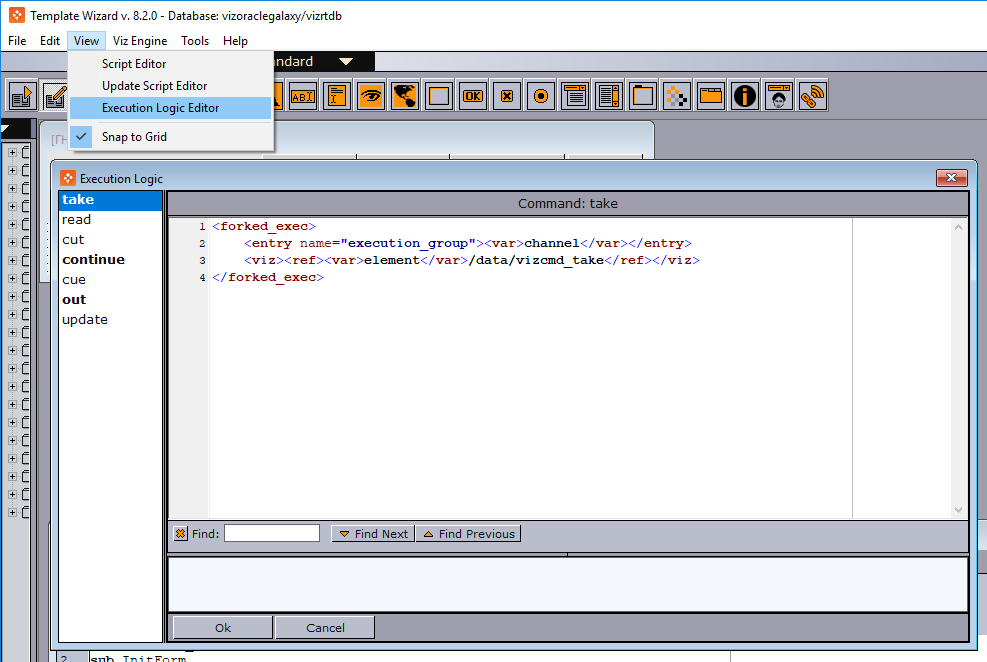 Template Wizard v. 8.2.0 - Database: vizoraclegalaxy/vizrtdb
File Edit View Viz Engine Tools Help
Script Editor
Update Script Editor
Execution Logic Editor
Snap to Grid
ndard
ABI
OK
Execution Logic
take
read
cut
continue
cue
out
update
Command: take
1 <forked_exec>
2 <entry name="execution_group"><var>channel</var></entry>
3 <viz><ref><var>element</var>/data/vizcmd_take</ref></viz>
4 </forked_exec>
Find: Find Next Find Previous
Ok Cancel
2 sub InitForm